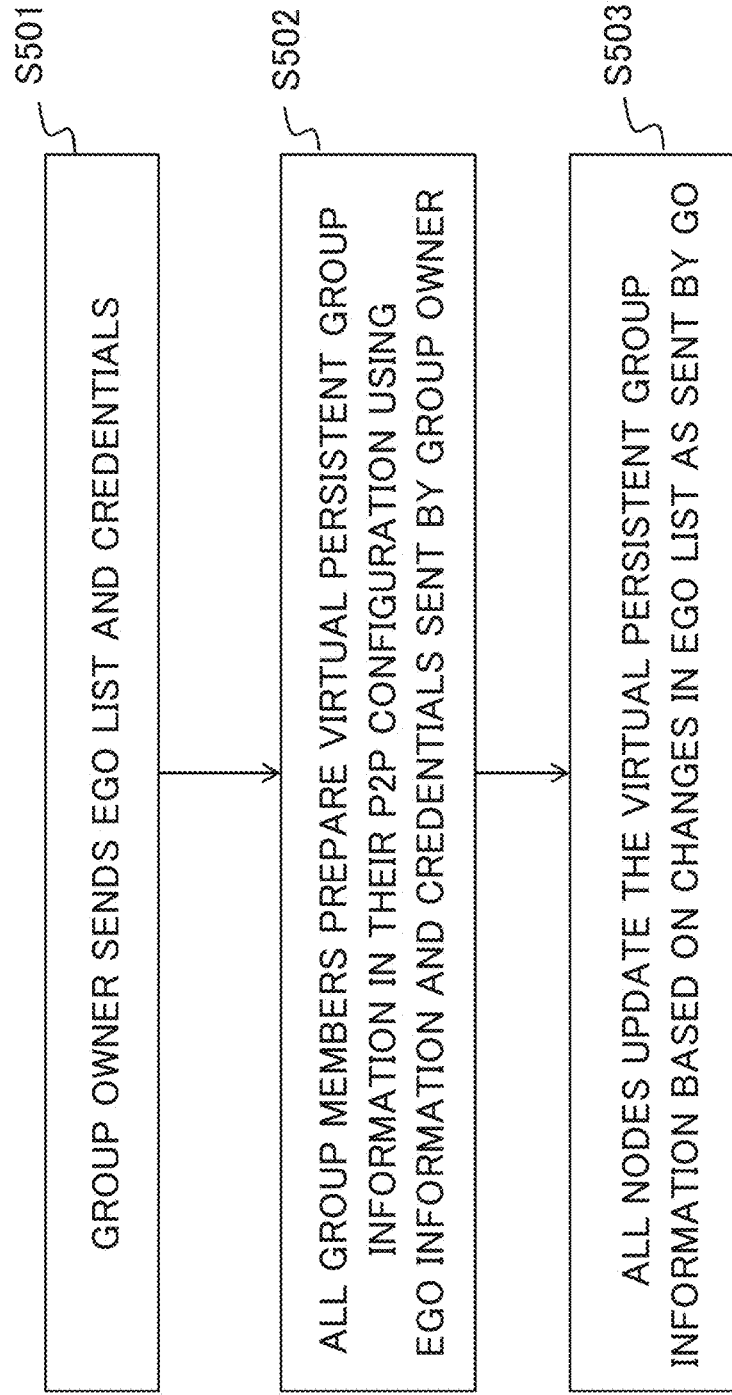 S501
GROUP OWNER SENDS EGO LIST AND CREDENTIALS
S502
ALL GROUP MEMBERS PREPARE VIRTUAL PERSISTENT GROUP
INFORMATION IN THEIR P2P CONFIGURATION USING
EGO INFORMATION AND CREDENTIALS SENT BY GROUP OWNER
S503
ALL NODES UPDATE THE VIRTUAL PERSISTENT GROUP
INFORMATION BASED ON CHANGES IN EGO LIST AS SENT BY GO